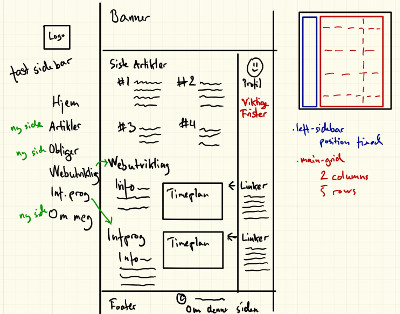 Logo
fast sidebar
Hjem
ny side Artikler
ny side Obliger
Webutvikling
Int.prog
ny side Om meg
Banner
Siste Artikler
#1
#2
#3
#4
Profil
Viktige
Frister
Webutvikling
Info
Timeplan
Linker
Intprog
Info
Timeplan
Linker
Footer
Om denne siden
.left-sidebar
position fixed
.main-grid
2 columns
5 rows